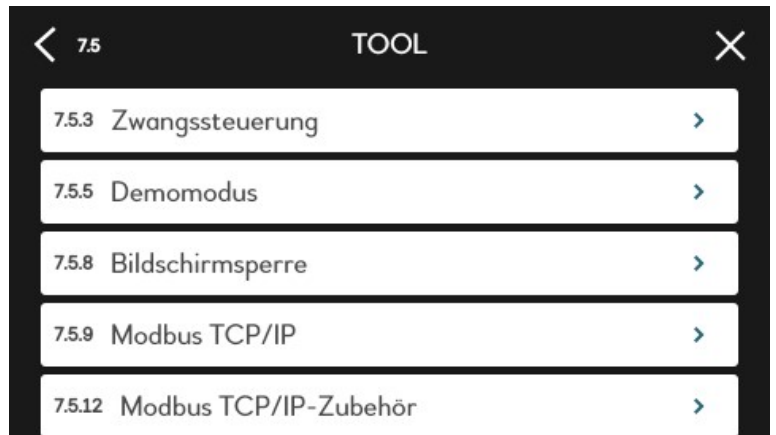 7.5 TOOL
7.5.3 Zwangssteuerung
7.5.5 Demomodus
7.5.8 Bildschirmsperre
7.5.9 Modbus TCP/IP
7.5.12 Modbus TCP/IP-Zubehör